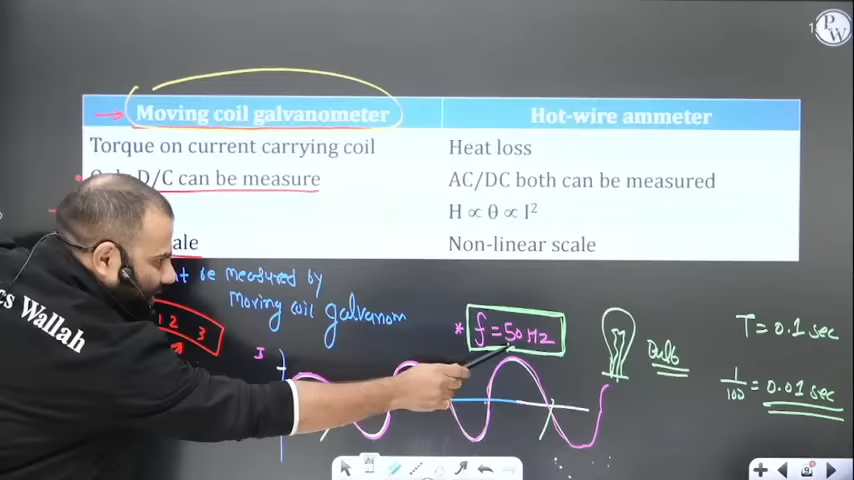 PW
Moving coil galvanometer
Hot-wire ammeter
Torque on current carrying coil
Heat loss
D/C can be measure
AC/DC both can be measured
H ∝ θ ∝ I²
Non-linear scale
be measured by
moving coil galvanom
1 2 3
* f = 50 Hz
Bulb
T = 0.1 sec
1/100 = 0.01 sec
I
Wallah
9